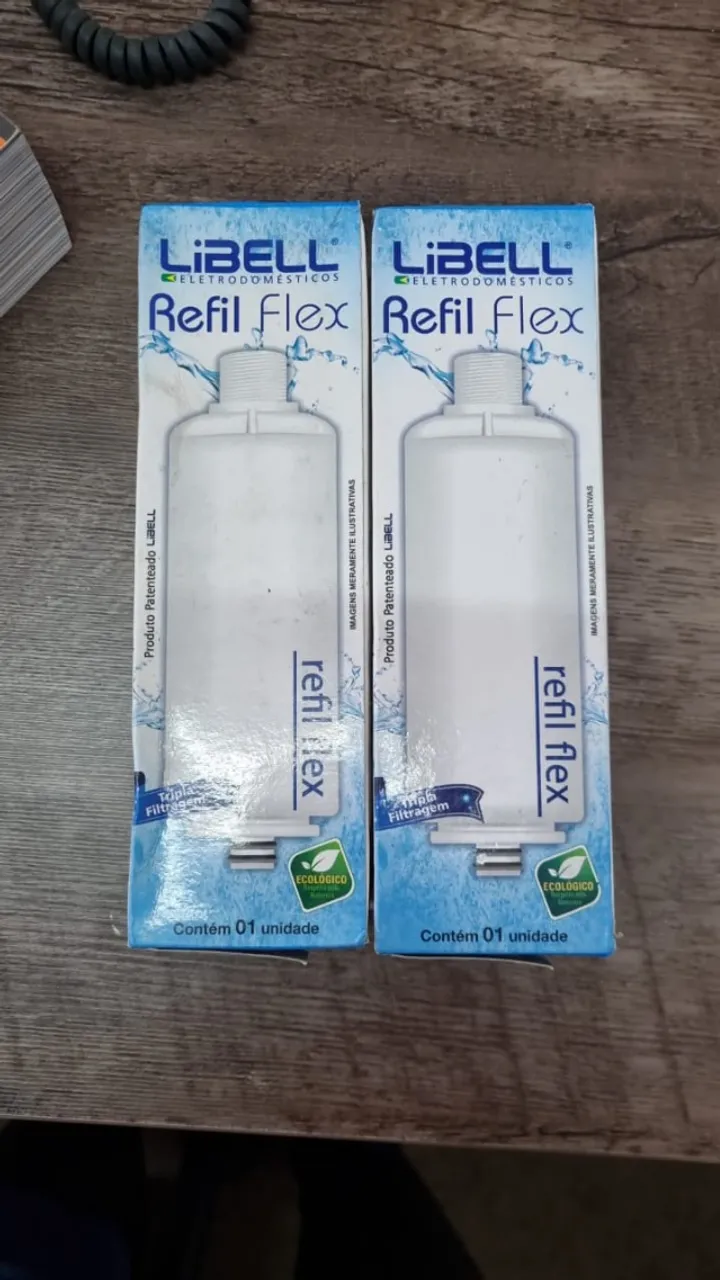 LiBELL®
ELETRODOMÉSTICOS
Refil Flex
Produto Patenteado LiBELL
IMAGENS MERAMENTE ILUSTRATIVAS
refil flex
Tripla
Filtragem
ECOLÓGICO
Contém 01 unidade
LiBELL®
ELETRODOMÉSTICOS
Refil Flex
Produto Patenteado LiBELL
IMAGENS MERAMENTE ILUSTRATIVAS
refil flex
Tripla
Filtragem
ECOLÓGICO
Contém 01 unidade